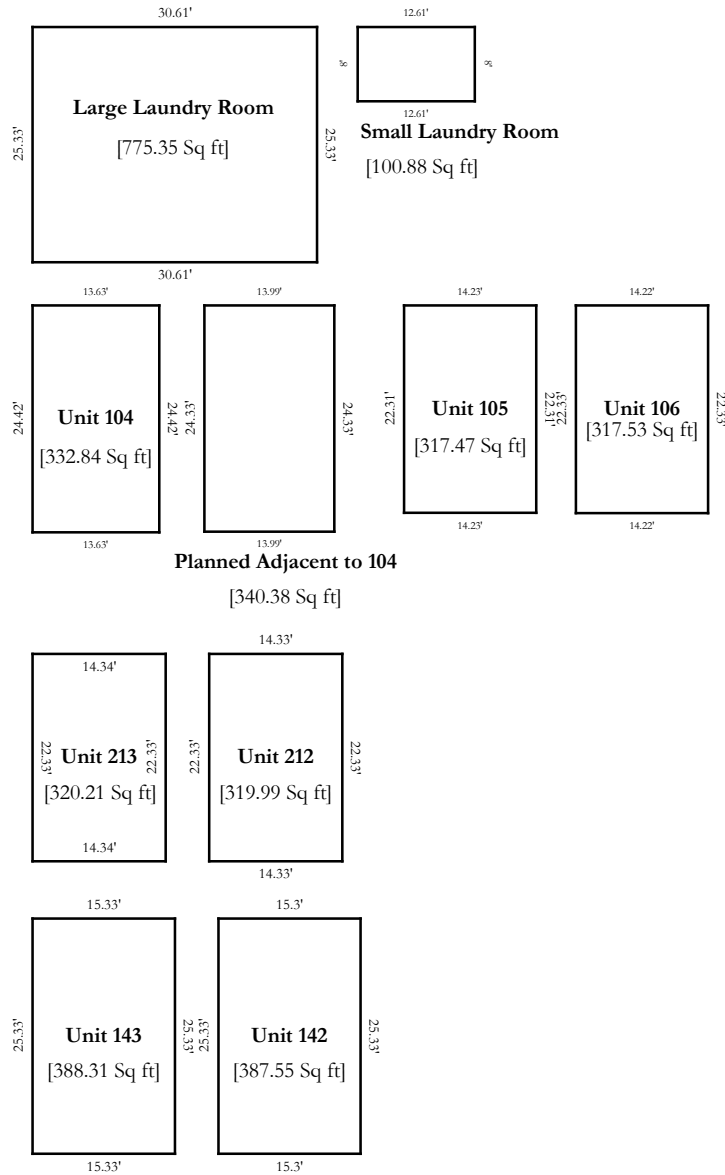 30.61'
25.33'
Large Laundry Room
[775.35 Sq ft]
25.33'
30.61'
12.61'
8'
8'
12.61'
Small Laundry Room
[100.88 Sq ft]
13.63'
24.42'
Unit 104
[332.84 Sq ft]
24.42'
13.63'
13.99'
24.33'
24.33'
13.99'
Planned Adjacent to 104
[340.38 Sq ft]
14.23'
22.31'
Unit 105
[317.47 Sq ft]
22.31'
14.23'
14.22'
22.33'
Unit 106
[317.53 Sq ft]
22.33'
14.22'
14.34'
22.33'
Unit 213
[320.21 Sq ft]
22.33'
14.34'
14.33'
22.33'
Unit 212
[319.99 Sq ft]
22.33'
14.33'
15.33'
25.33'
Unit 143
[388.31 Sq ft]
25.33'
15.33'
15.3'
25.33'
Unit 142
[387.55 Sq ft]
25.33'
15.3'